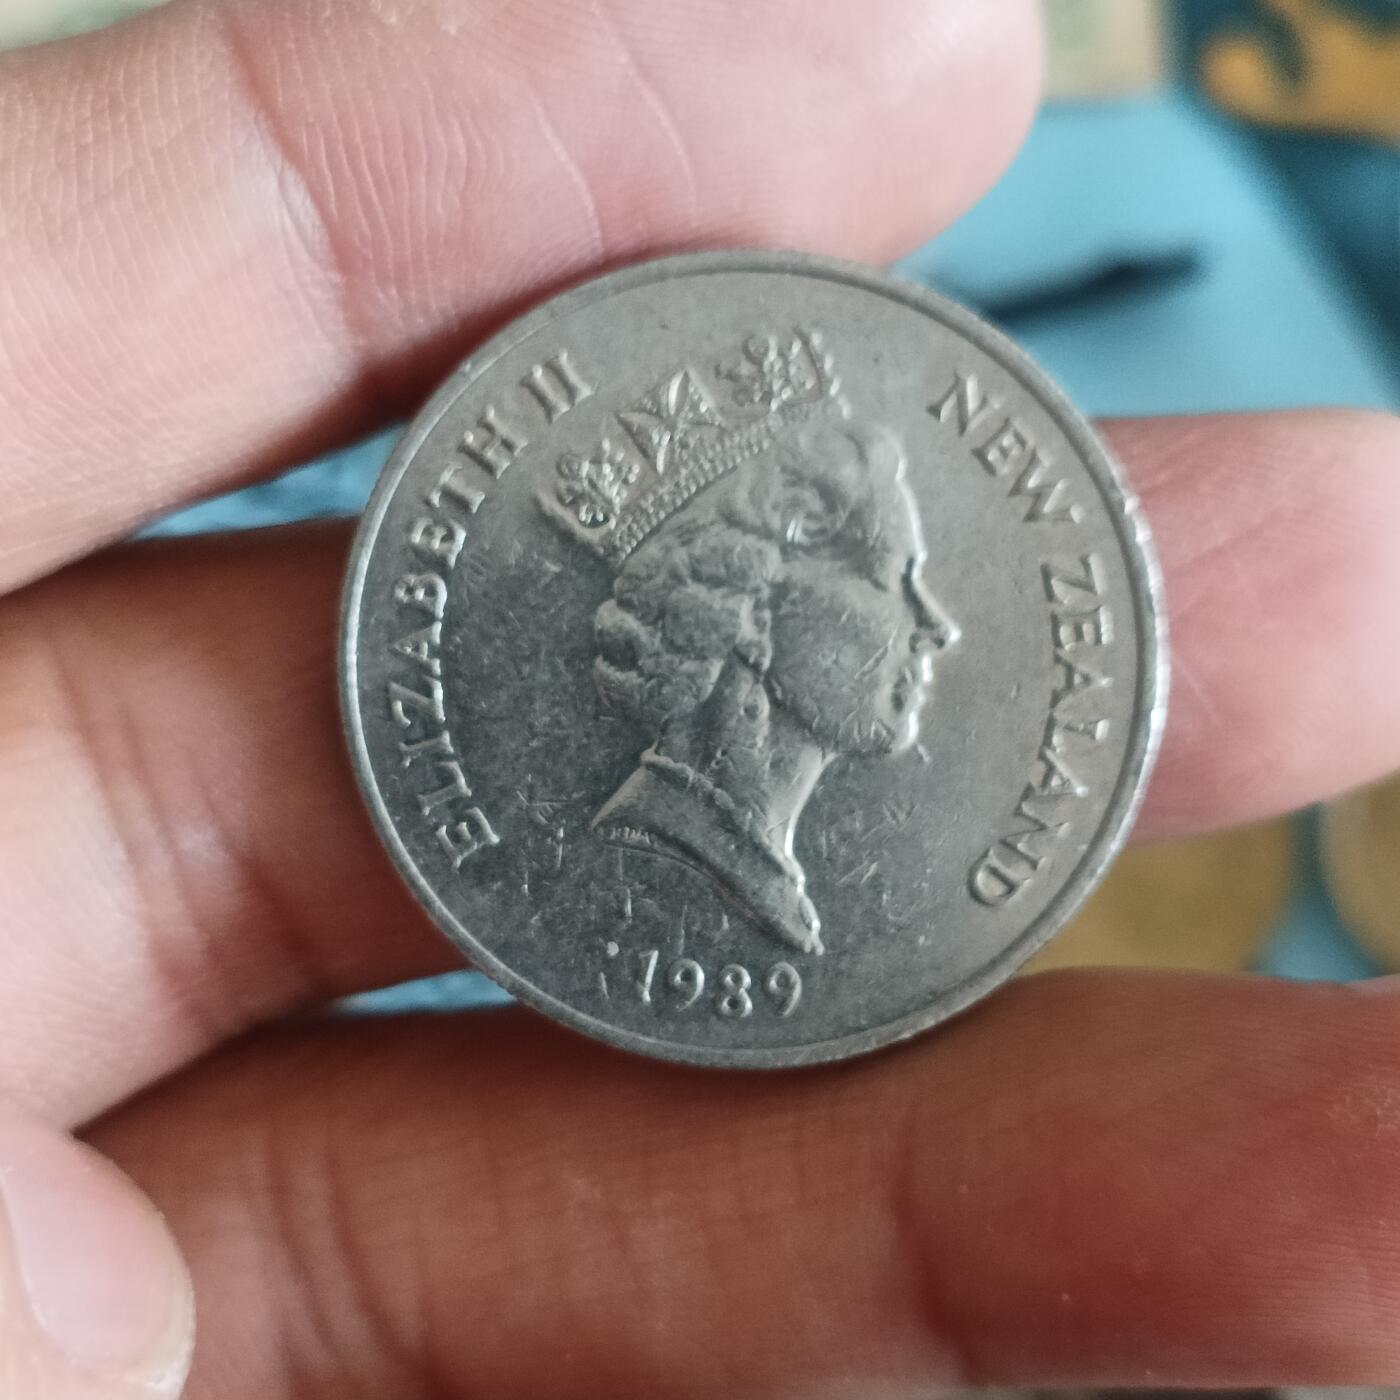 ELIZABETH II
NEW ZEALAND
1989